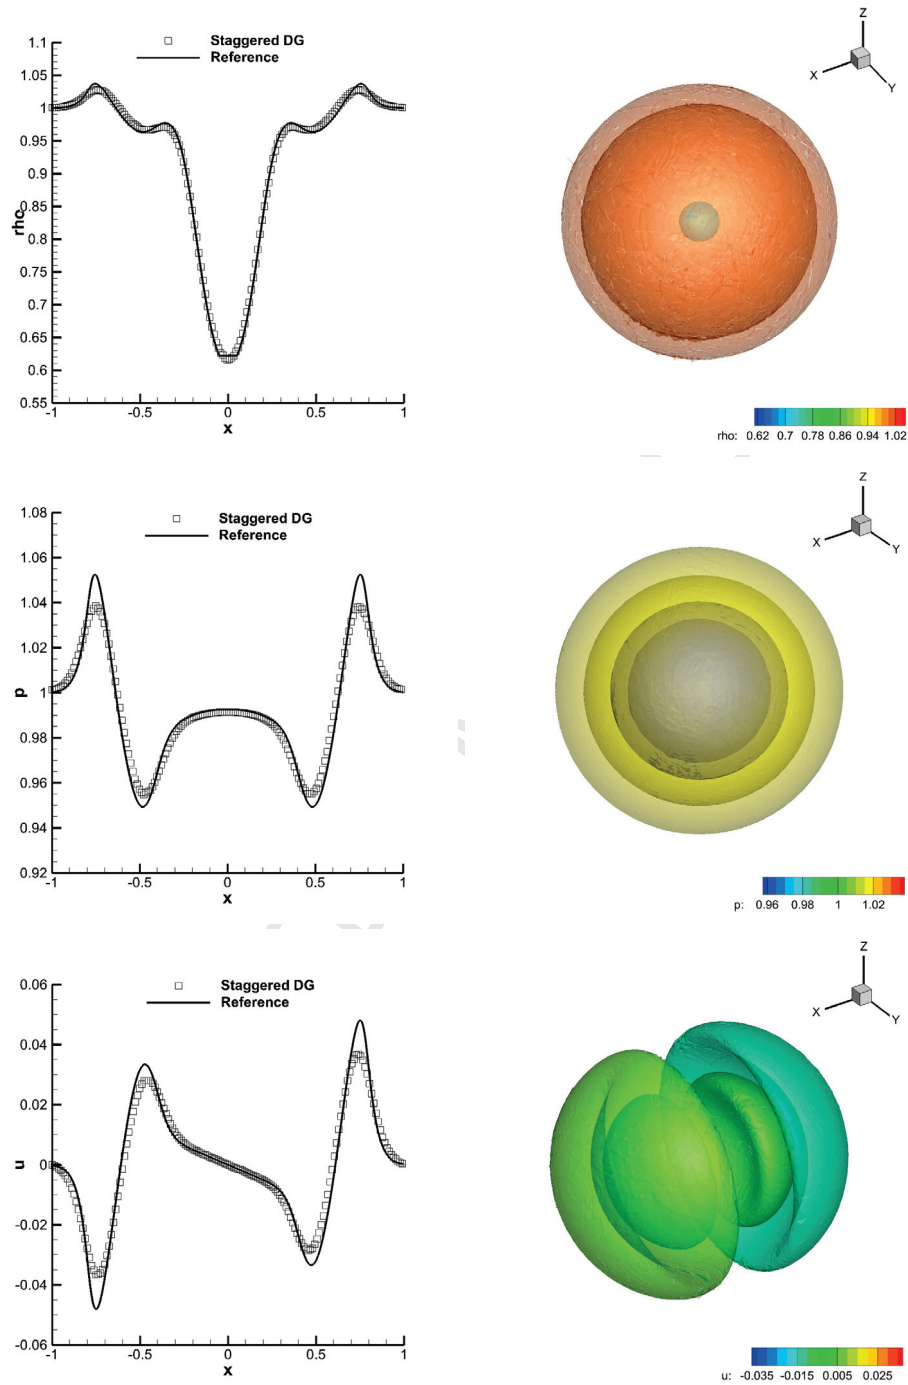 Staggered DG
Reference
1.1
1.05
1
0.95
0.9
0.85
0.8
0.75
0.7
0.65
0.6
0.55
rho
-1 -0.5 0 0.5 1
x
Z
X
Y
rho: 0.62 0.7 0.78 0.86 0.94 1.02
Staggered DG
Reference
1.08
1.06
1.04
1.02
1
0.98
0.96
0.94
0.92
p
-1 -0.5 0 0.5 1
x
Z
X
Y
p: 0.96 0.98 1 1.02
Staggered DG
Reference
0.06
0.04
0.02
0
-0.02
-0.04
-0.06
u
-1 -0.5 0 0.5 1
x
Z
X
Y
u: -0.035 -0.015 0.005 0.025